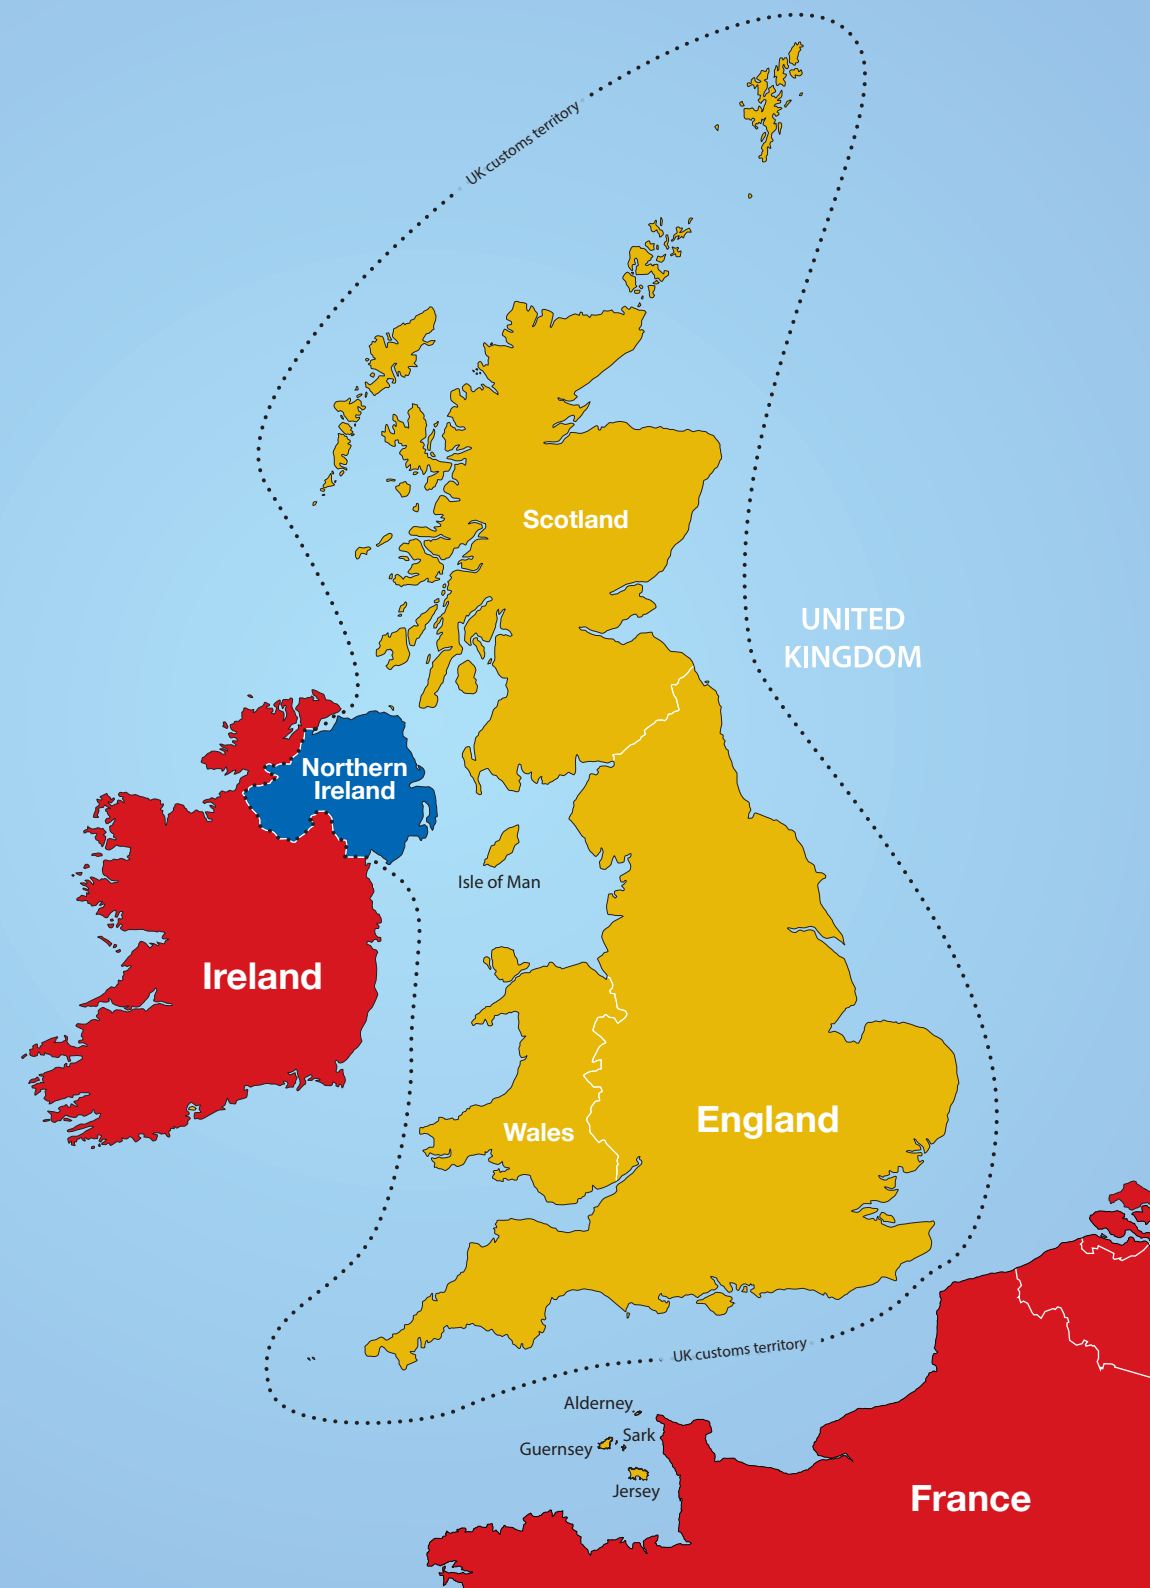 UK customs territory
Scotland
UNITED
KINGDOM
Northern
Ireland
Isle of Man
Ireland
Wales
England
UK customs territory
Alderney
Sark
Guernsey
Jersey
France